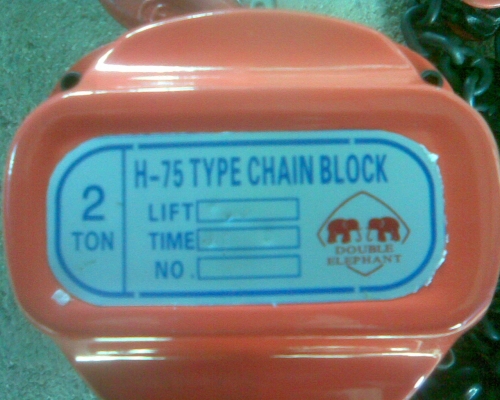 H-75 TYPE CHAIN BLOCK
2
TON
LIFT
TIME
NO.
DOUBLE
ELEPHANT